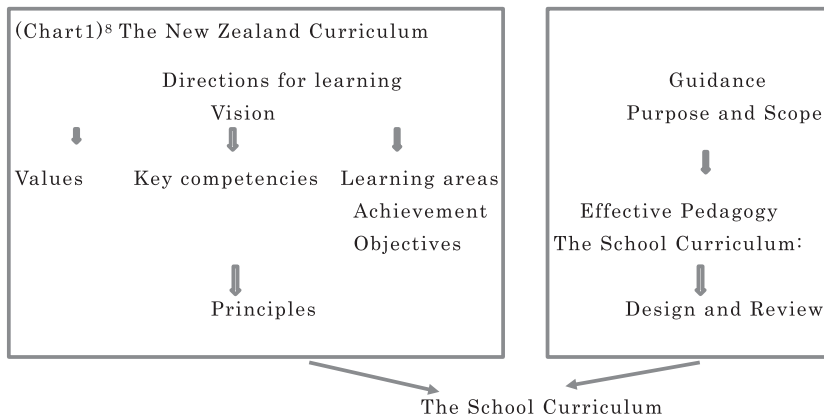 (Chart1)⁸ The New Zealand Curriculum
Directions for learning
Vision
Values Key competencies Learning areas
Achievement
Objectives
Principles
Guidance
Purpose and Scope
Effective Pedagogy
The School Curriculum:
Design and Review
The School Curriculum